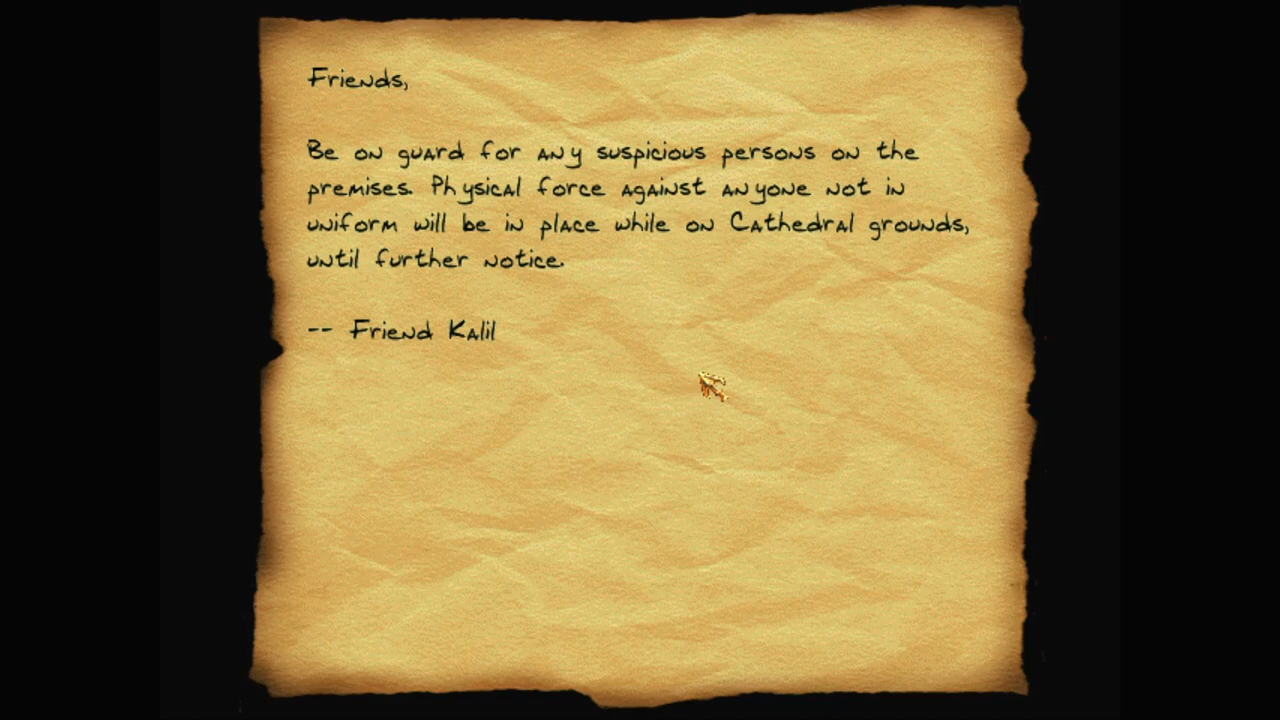 Friends,
Be on guard for any suspicious persons on the
premises. Physical force against anyone not in
uniform will be in place while on Cathedral grounds,
until further notice.
-- Friend Kalil